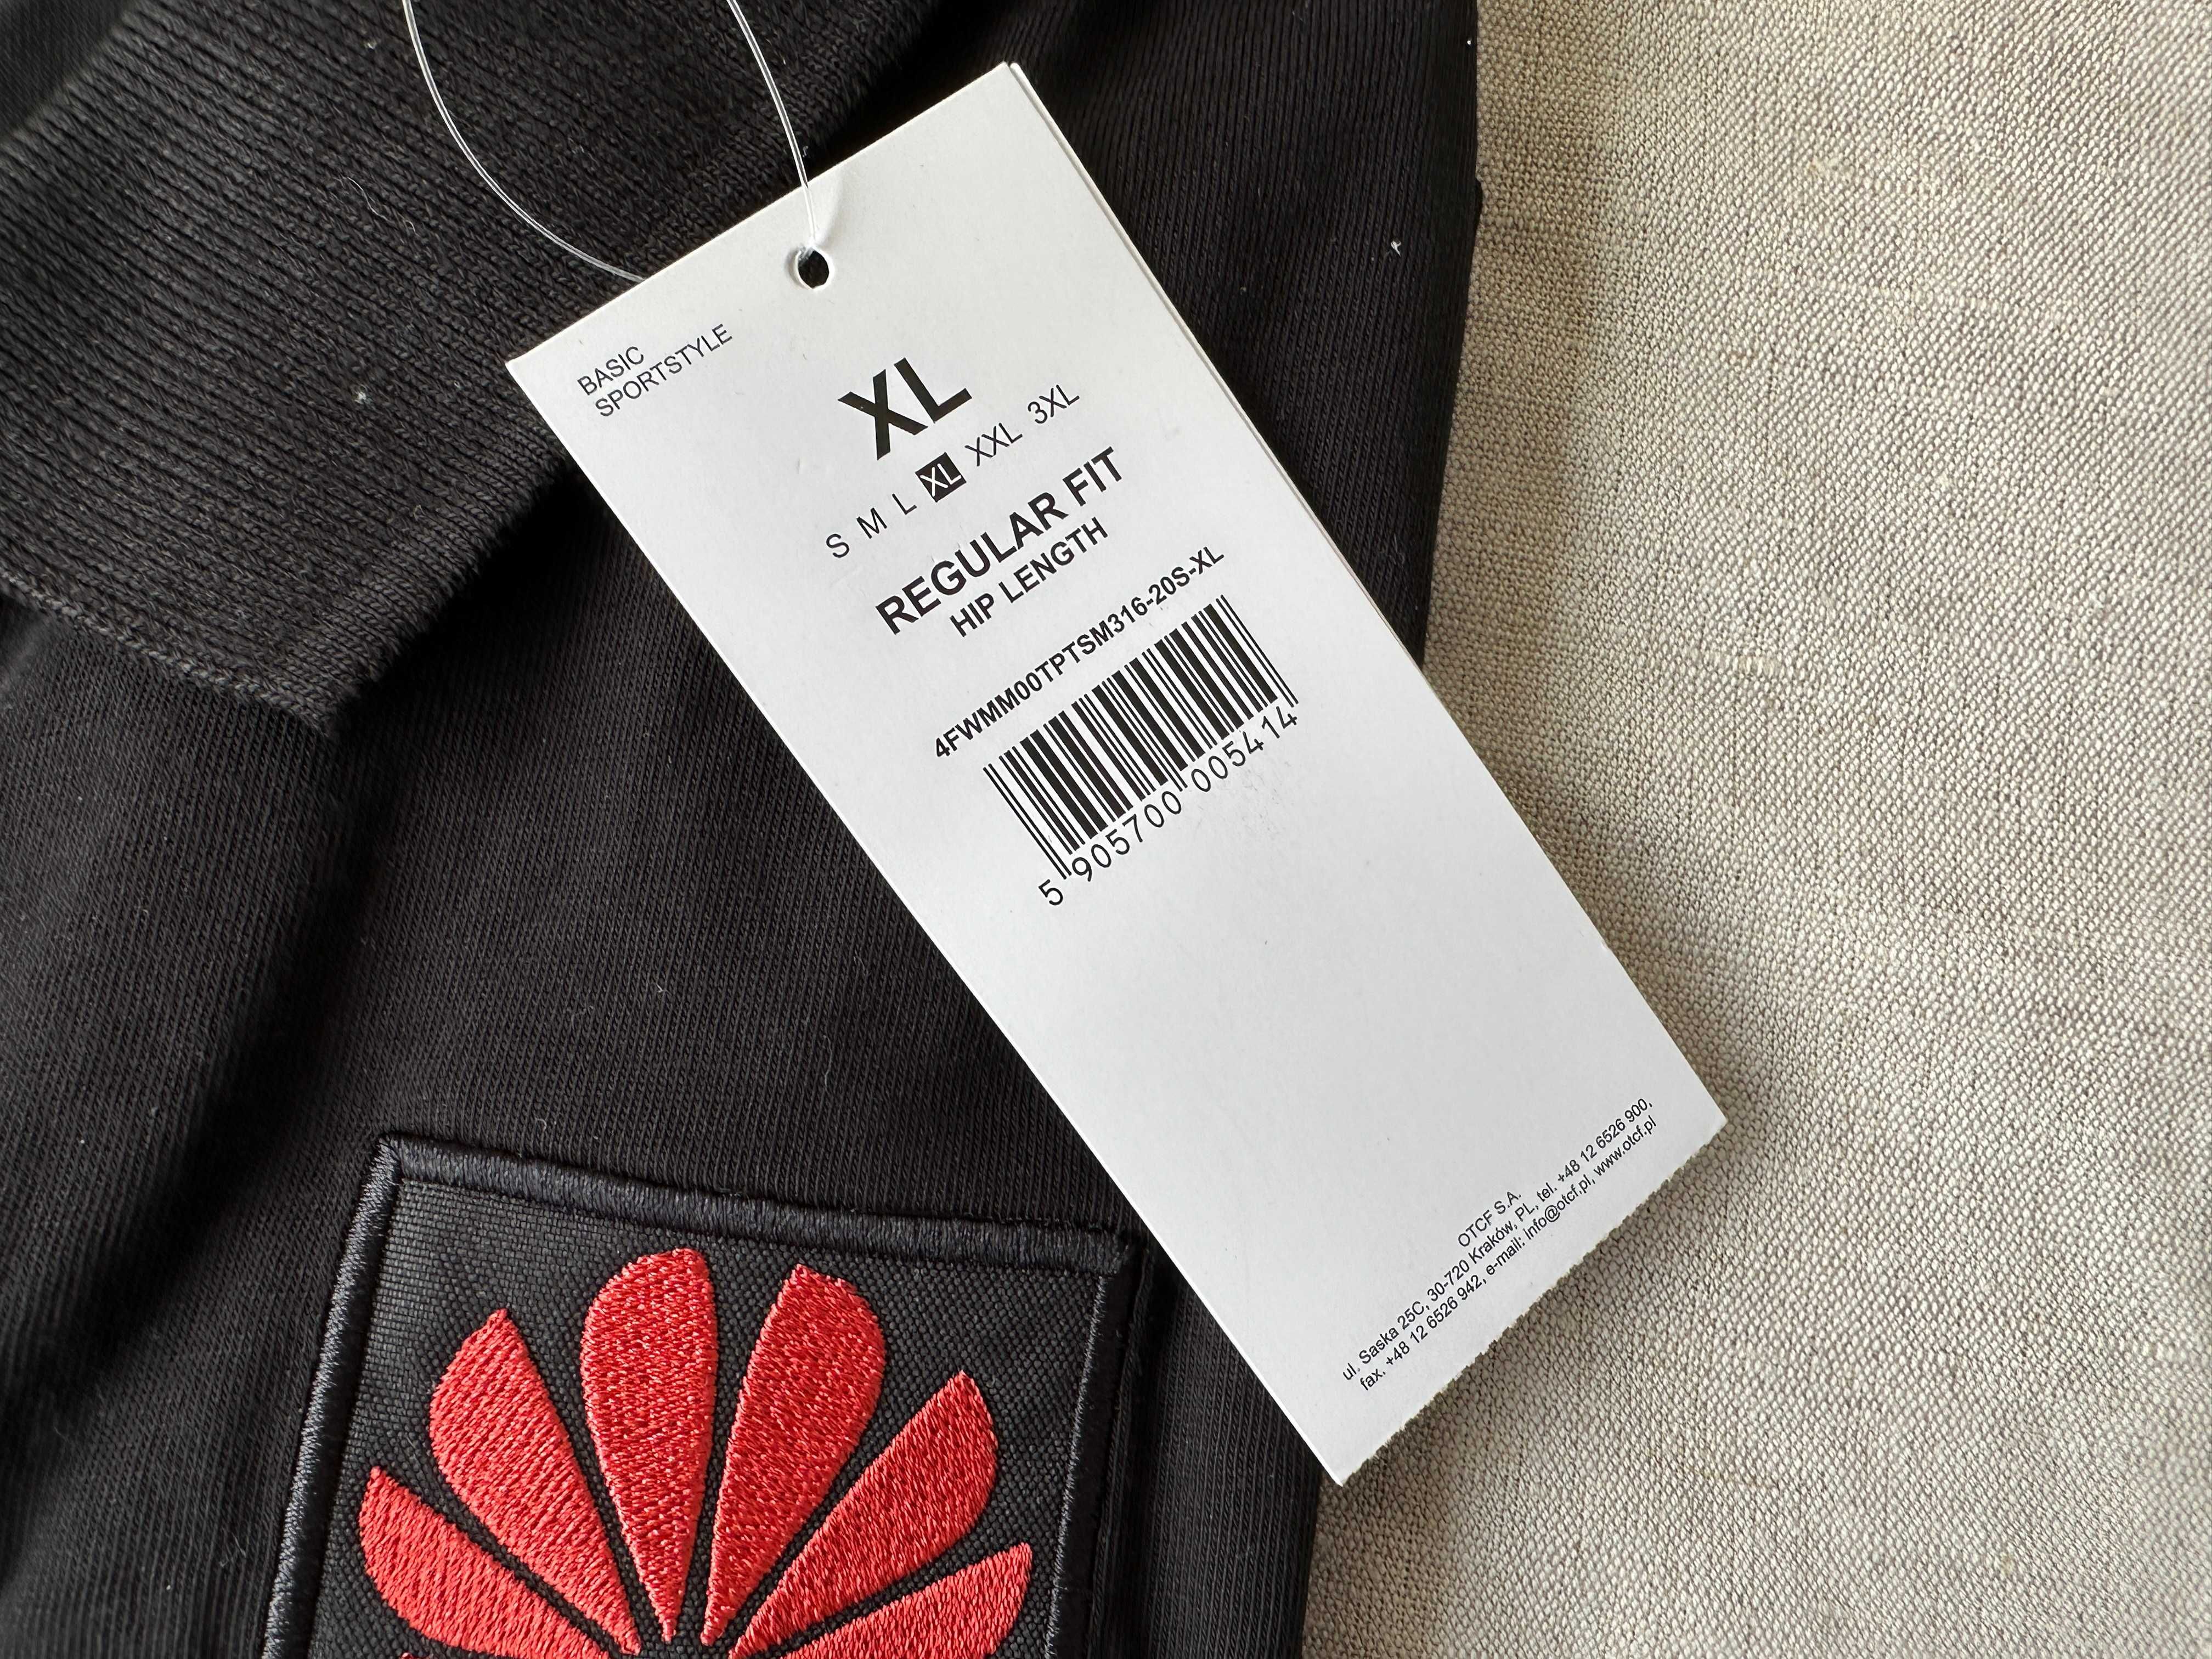 BASIC
SPORTSTYLE
XL
S M L XL XXL 3XL
REGULAR FIT
HIP LENGTH
4FWMM00TPTSM316-20S-XL
5 905700 005414
OTCF S.A.
ul. Saska 25C, 30-720 Kraków, PL, tel. +48 12 6526 900,
fax. +48 12 6526 942, e-mail: info@otcf.pl, www.otcf.pl